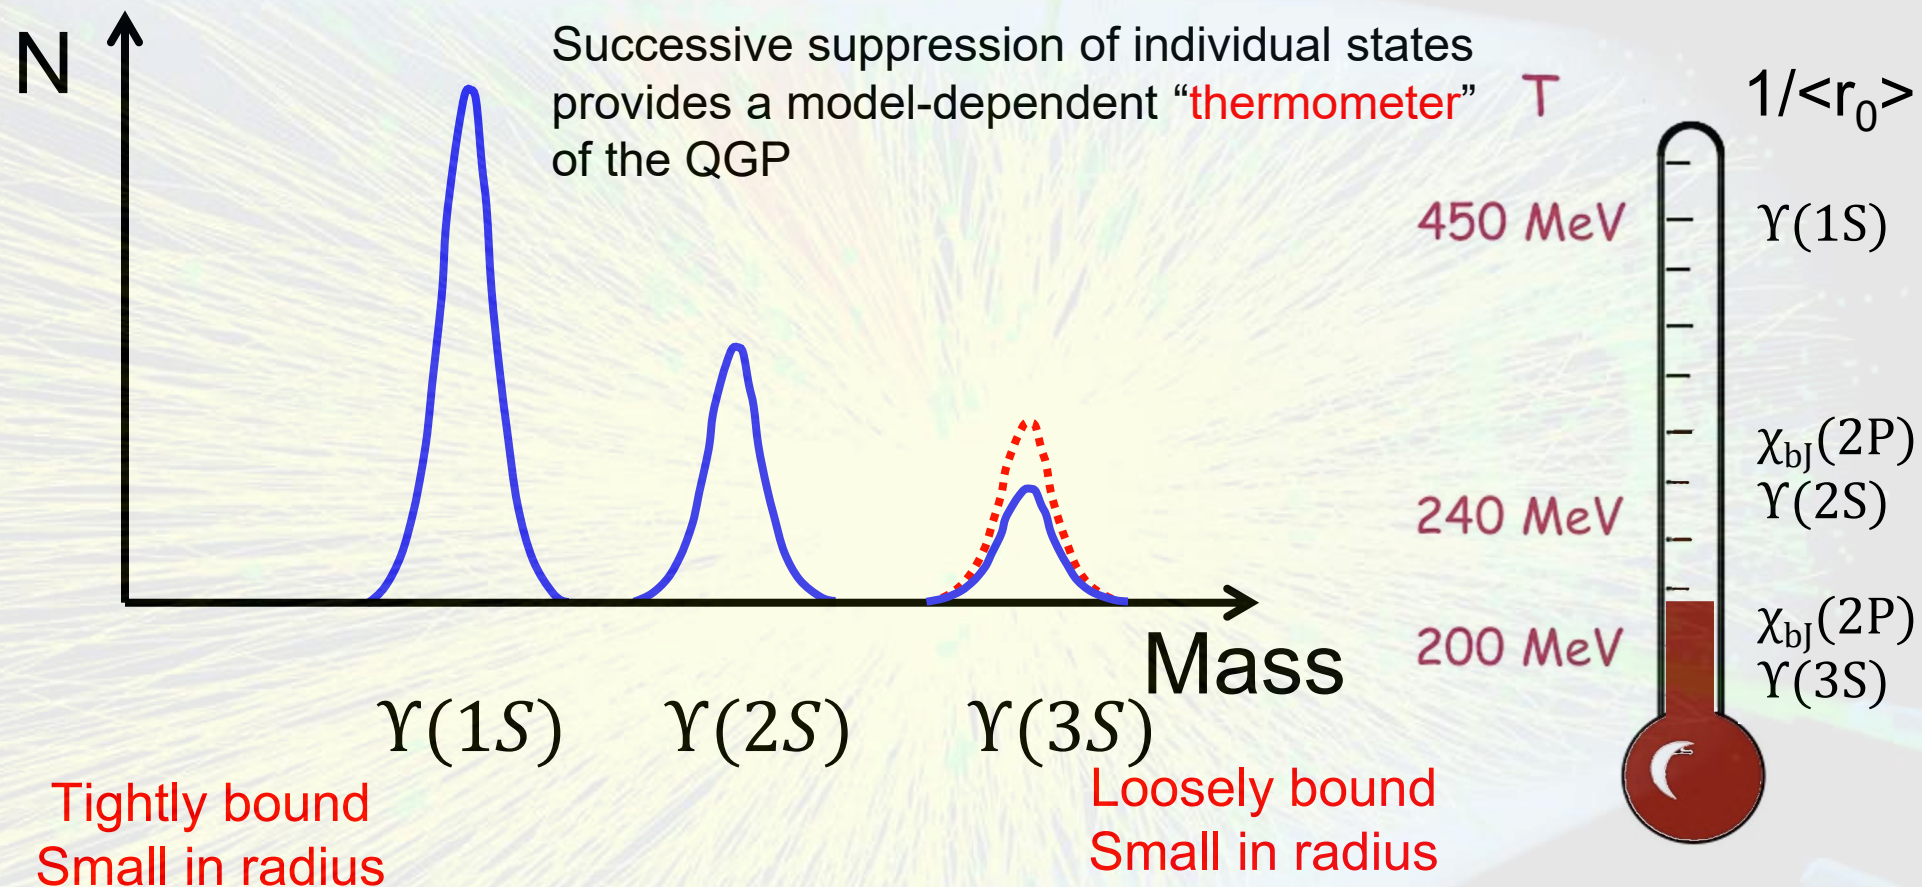 N
Successive suppression of individual states
provides a model-dependent “thermometer”
of the QGP
T
1/<r₀>
450 MeV
ϒ(1S)
χbJ(2P)
240 MeV
ϒ(2S)
χbJ(2P)
200 MeV
ϒ(3S)
Mass
ϒ(1S)
ϒ(2S)
ϒ(3S)
Tightly bound
Small in radius
Loosely bound
Small in radius